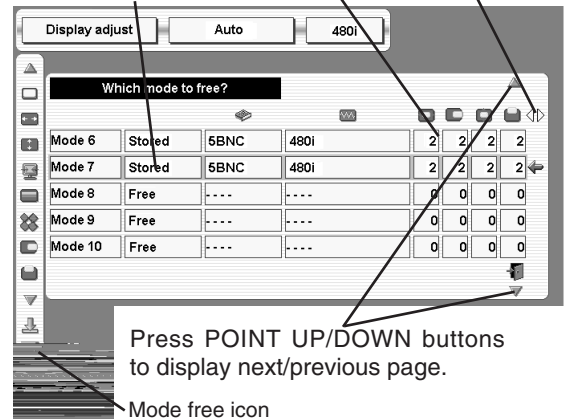 Display adjust Auto 480i
Which mode to free?
Mode 6 Stored 5BNC 480i 2 2 2 2
Mode 7 Stored 5BNC 480i 2 2 2 2
Mode 8 Free ---- ---- 0 0 0 0
Mode 9 Free ---- ---- 0 0 0 0
Mode 10 Free ---- ---- 0 0 0 0
Press POINT UP/DOWN buttons
to display next/previous page.
Mode free icon